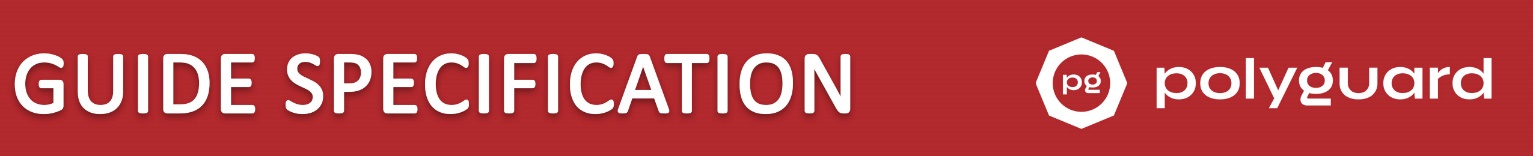 GUIDE SPECIFICATION
pg polyguard